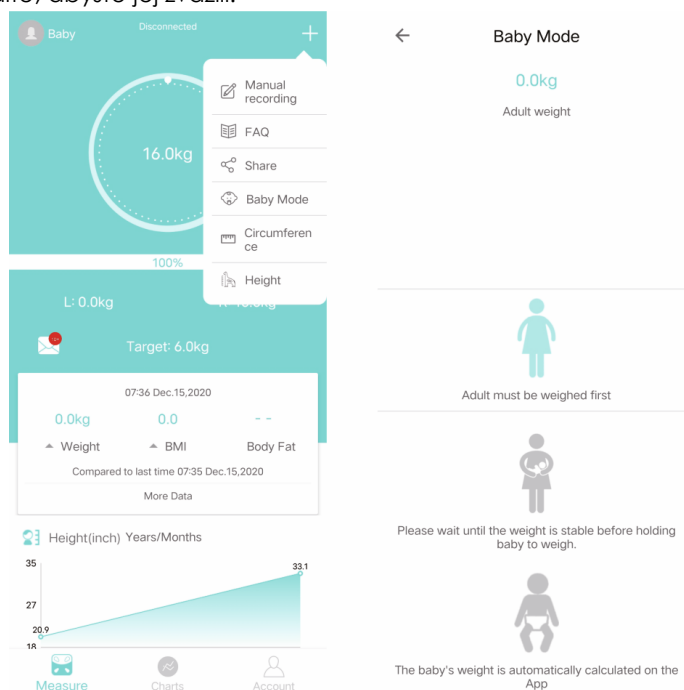 Baby
Disconnected
Manual
recording
FAQ
Share
Baby Mode
Circumferen
ce
Height
16.0kg
100%
L: 0.0kg
Target: 6.0kg
07:36 Dec.15,2020
0.0kg 0.0 - -
Weight BMI Body Fat
Compared to last time 07:35 Dec.15,2020
More Data
Height(inch) Years/Months
35
33.1
27
20.9
18
Measure Charts Account
Baby Mode
0.0kg
Adult weight
Adult must be weighed first
Please wait until the weight is stable before holding
baby to weigh.
The baby's weight is automatically calculated on the
App